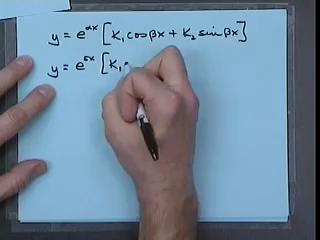 y = e^{αx} [K₁ cos βx + K₂ sin βx]
y = e^{5x} [K₁